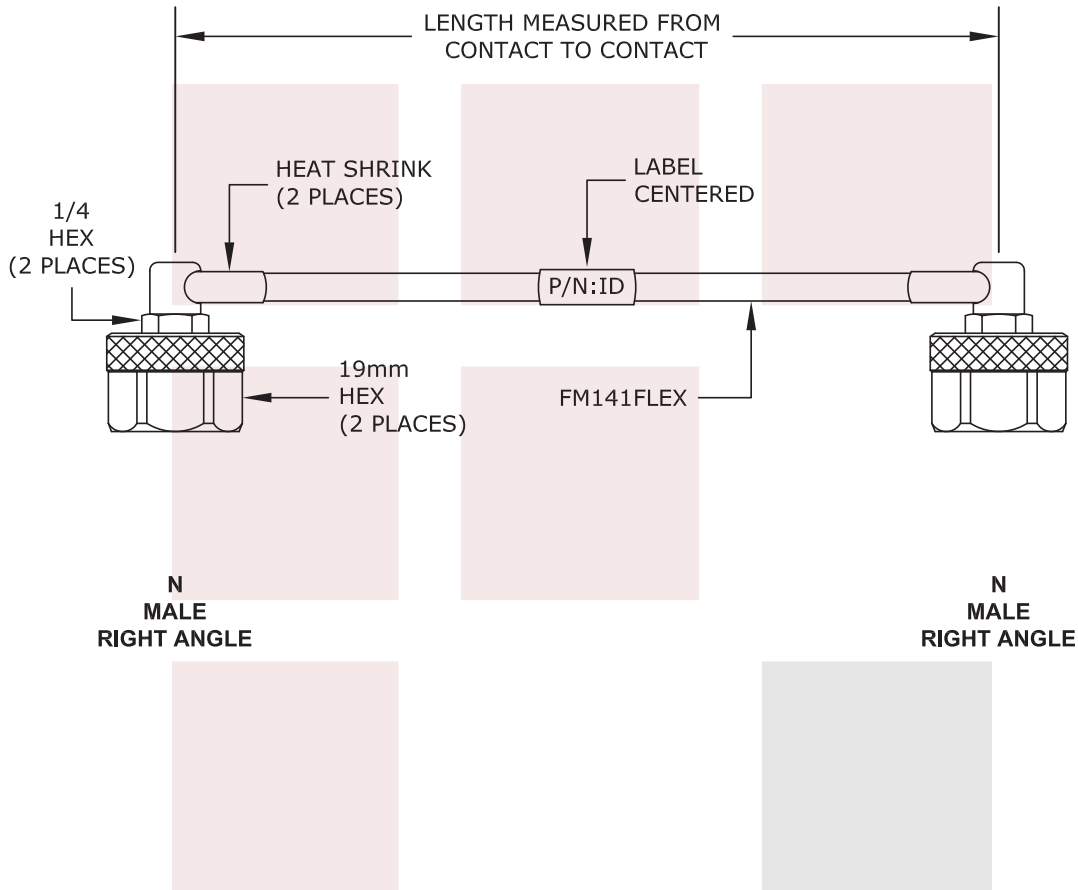 LENGTH MEASURED FROM
CONTACT TO CONTACT
HEAT SHRINK
(2 PLACES)
LABEL
CENTERED
1/4
HEX
(2 PLACES)
P/N:ID
19mm
HEX
(2 PLACES)
FM141FLEX
N
MALE
RIGHT ANGLE
N
MALE
RIGHT ANGLE